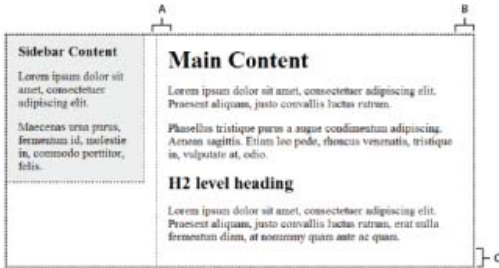 A
B
Sidebar Content
Lorem ipsum dolor sit
amet, consectetuer
adipiscing elit.
Maecenas urna purus,
fermentum id, molestie
in, commodo porttitor,
felis.
Main Content
Lorem ipsum dolor sit amet, consectetuer adipiscing elit.
Praesent aliquam, justo convallis luctus rutrum.
Phasellus tristique purus a augue condimentum adipiscing.
Aenean sagittis. Etiam leo pede, rhoncus venenatis, tristique
in, vulputate at, odio.
H2 level heading
Lorem ipsum dolor sit amet, consectetuer adipiscing elit.
Praesent aliquam, justo convallis luctus rutrum, erat nulla
fermentum diam, at nonummy quam ante ac quam.
C